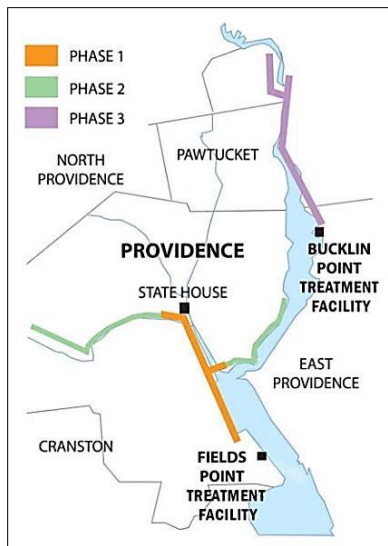 PHASE 1
PHASE 2
PHASE 3
NORTH
PROVIDENCE
PAWTUCKET
PROVIDENCE
STATE HOUSE
BUCKLIN
POINT
TREATMENT
FACILITY
EAST
PROVIDENCE
CRANSTON
FIELDS
POINT
TREATMENT
FACILITY